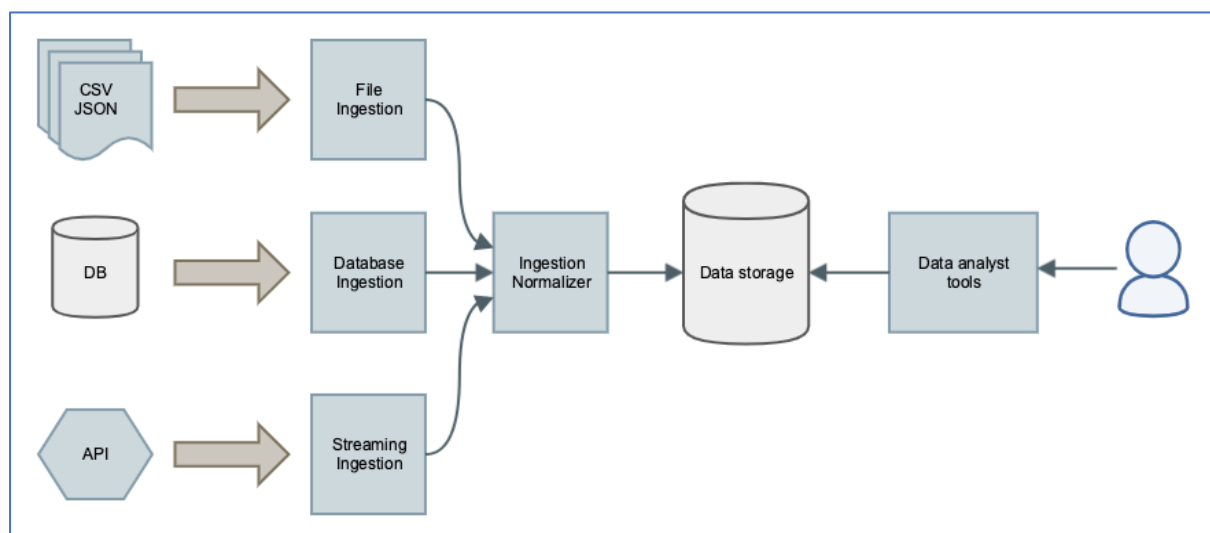 CSV
JSON
File
Ingestion
DB
Database
Ingestion
Ingestion
Normalizer
Data storage
Data analyst
tools
API
Streaming
Ingestion